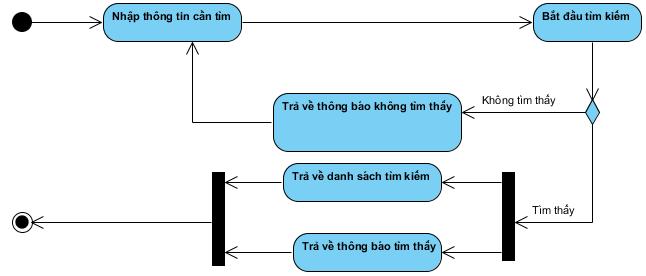 Nhập thông tin cần tìm
Bắt đầu tìm kiếm
Trả về thông báo không tìm thấy
Không tìm thấy
Trả về danh sách tìm kiếm
Tìm thấy
Trả về thông báo tìm thấy